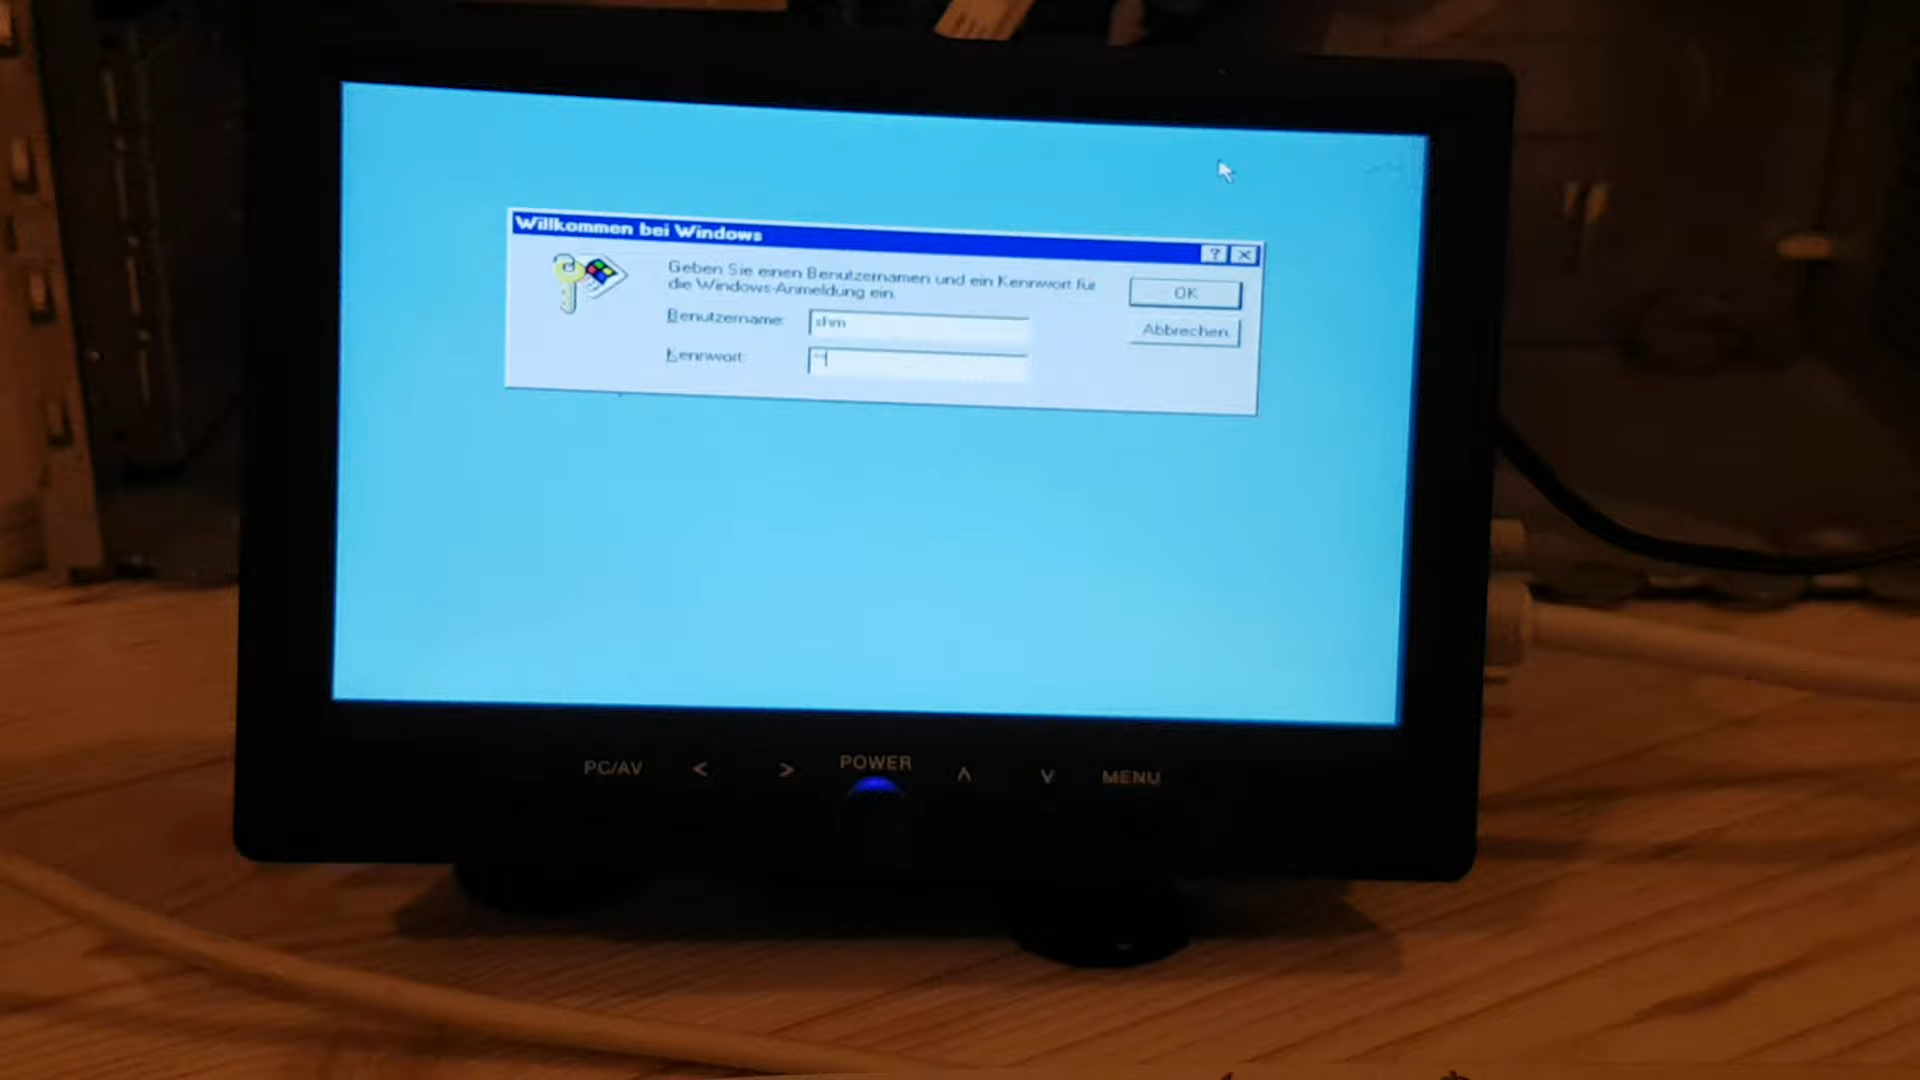 Willkommen bei Windows
? X
Geben Sie einen Benutzernamen und ein Kennwort für
die Windows-Anmeldung ein.
OK
Benutzername: shm
Abbrechen
Kennwort: **
PC/AV < > POWER ∧ ∨ MENU